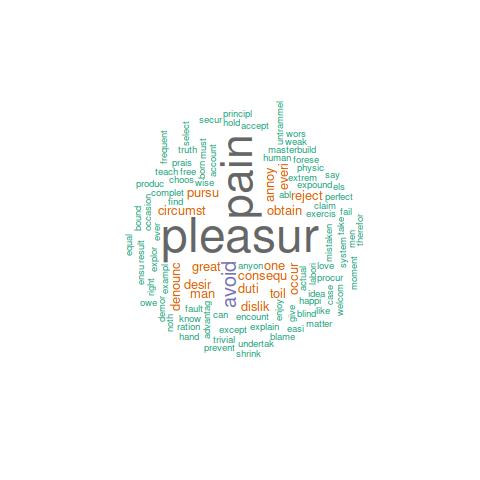 principl
secur
hold
accept
untrammel
select
frequent
truth
born
must
account
wors
weak
masterbuild
human
forese
prais
teach
free
choos
wise
pain
annoy
everi
physic
extrem
say
produc
expound
els
complet
pursu
abl
reject
perfect
find
occasion
circumst
obtain
claim
exercis
fail
bound
ever
pleasur
mistaken
system
take
men
therefor
equal
ensu
result
explor
right
exampl
denounc
great
avoid
anyon
one
occur
actual
labori
love
desir
consequ
procur
moment
man
duti
toil
idea
case
welcom
owe
demor
noth
fault
advantag
dislik
enjoy
give
happi
like
know
can
encount
blind
ration
except
explain
easi
matter
hand
trivial
blame
prevent
undertak
shrink